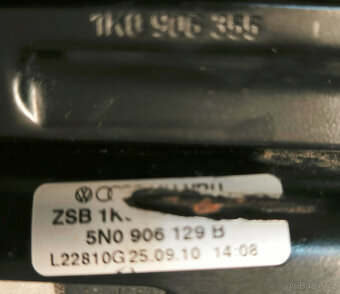 1K0 906 355
ZSB 1K
5N0 906 129 B
L22810G 25.09.10 14:08